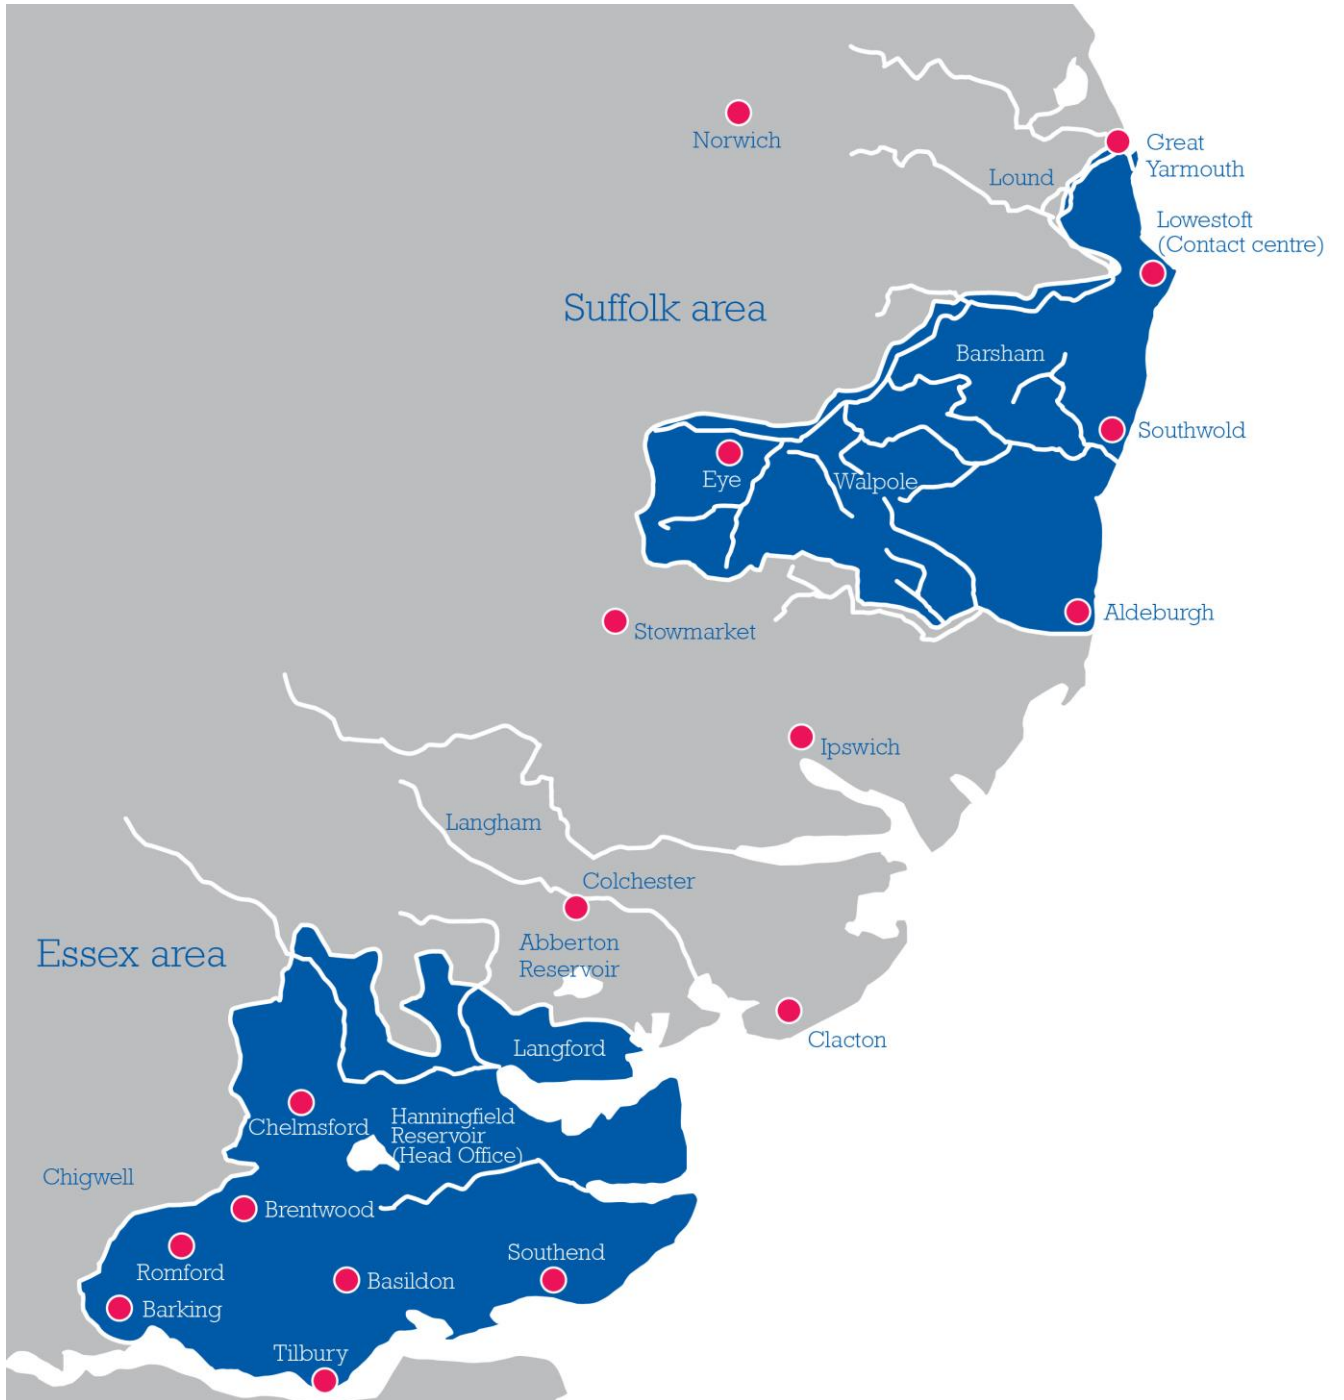 Norwich
Great
Yarmouth
Lound
Lowestoft
(Contact centre)
Suffolk area
Barsham
Southwold
Eye
Walpole
Aldeburgh
Stowmarket
Ipswich
Langham
Colchester
Abberton
Reservoir
Essex area
Clacton
Langford
Chelmsford
Hanningfield
Reservoir
(Head Office)
Chigwell
Brentwood
Southend
Romford
Basildon
Barking
Tilbury